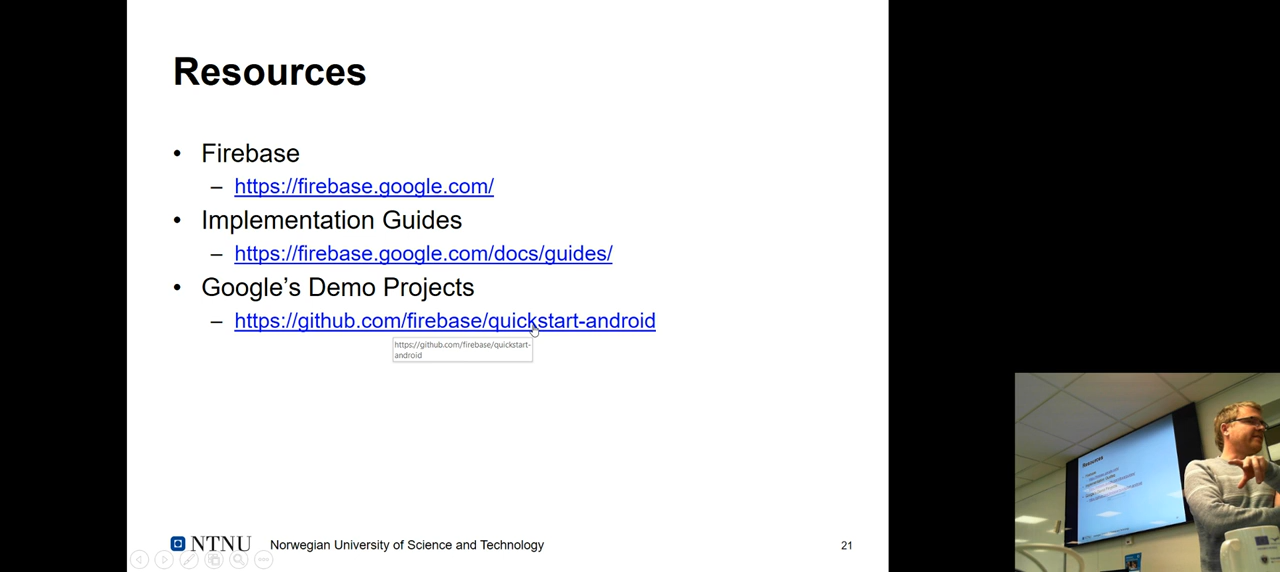 Resources
• Firebase
– https://firebase.google.com/
• Implementation Guides
– https://firebase.google.com/docs/guides/
• Google’s Demo Projects
– https://github.com/firebase/quickstart-android
https://github.com/firebase/quickstart-
android
NTNU Norwegian University of Science and Technology 21
Resources